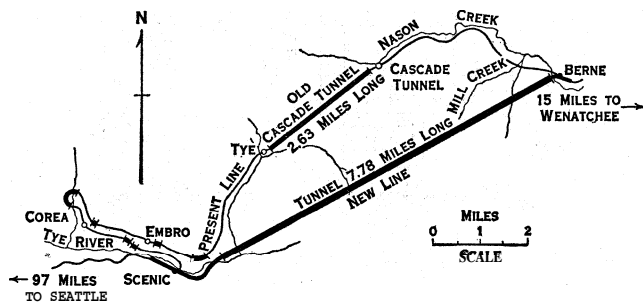 N
OLD
CASCADE TUNNEL
2.63 MILES LONG
NASON
CREEK
CASCADE
TUNNEL
MILL CREEK
BERNE
15 MILES TO
WENATCHEE
TYE
PRESENT LINE
TUNNEL 7.78 MILES LONG
NEW LINE
COREA
TYE RIVER
EMBRO
SCENIC
97 MILES
TO SEATTLE
MILES
0 1 2
SCALE